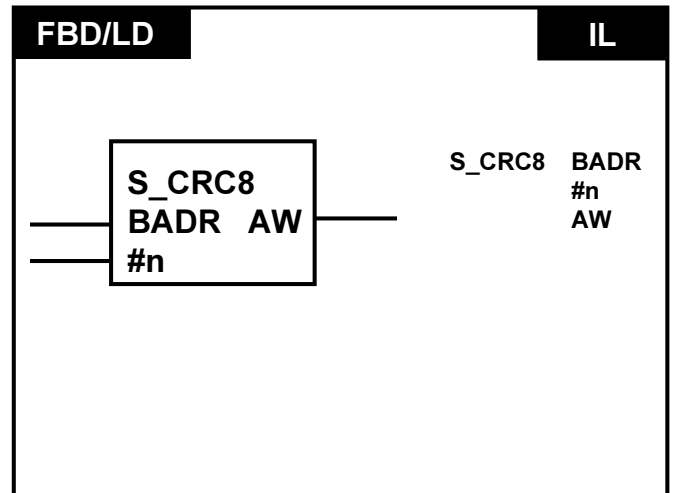 FBD/LD
IL
S_CRC8
BADR AW
#n
S_CRC8 BADR
#n
AW